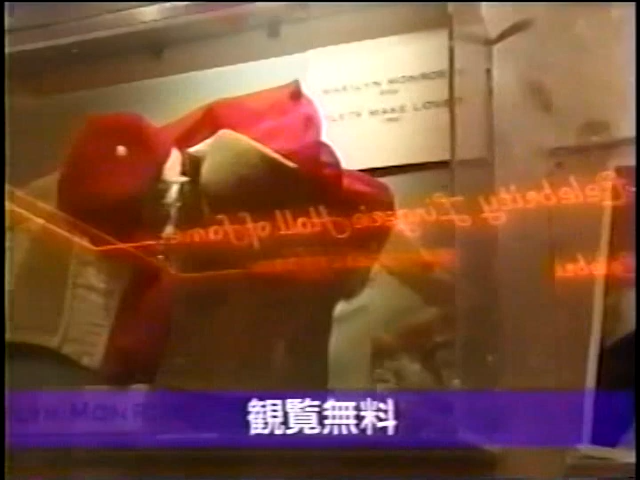 MARILYN MONROE
LET'S MAKE LOVE
Celebrity Lingerie Hall of Fame
観覧無料